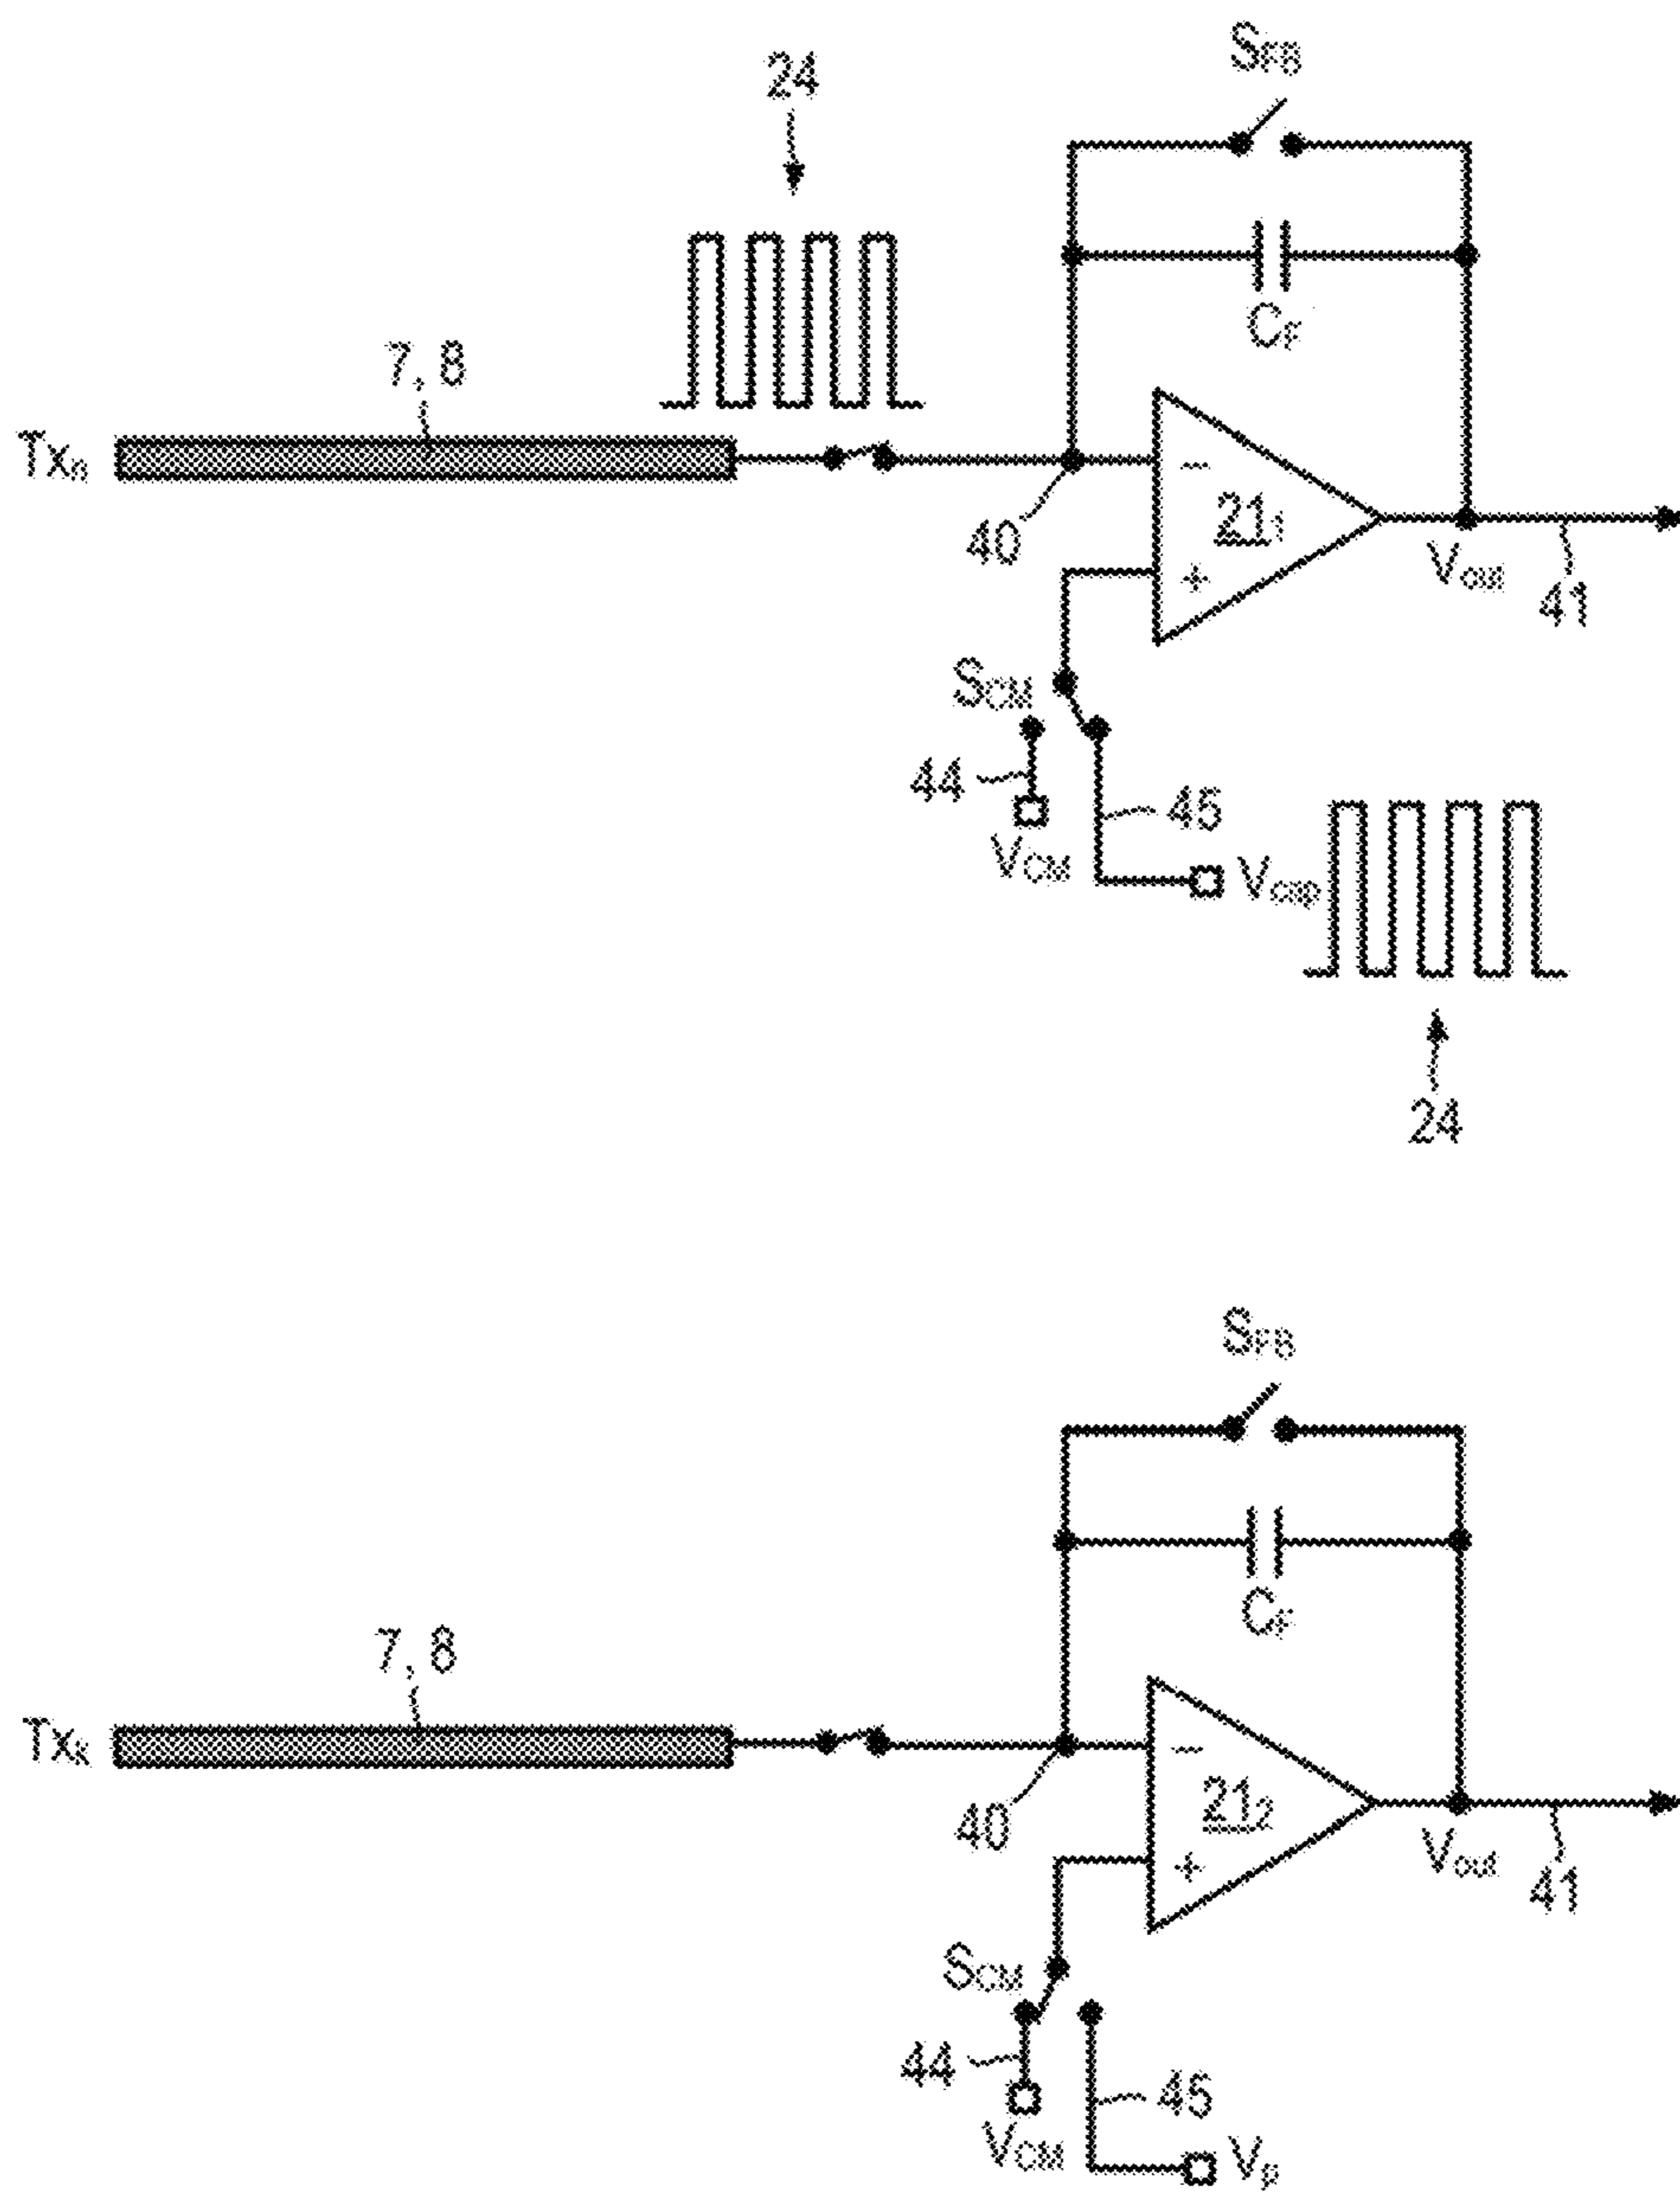 SFB
24
CF
7, 8
Txn
−
211
40
+
Vout
41
SCM
44
45
VCM
Vcap
24
SFB
CF
7, 8
Txk
−
212
40
+
Vout
41
SCM
44
45
VCM
Vp